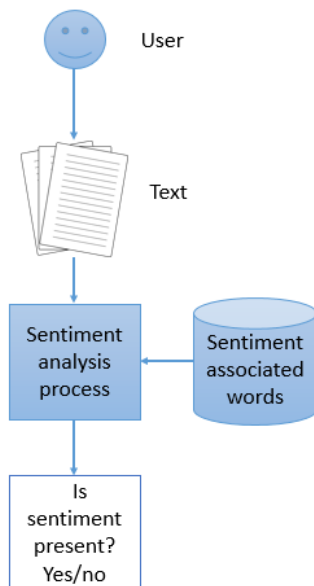 User
Text
Sentiment
analysis
process
Sentiment
associated
words
Is
sentiment
present?
Yes/no